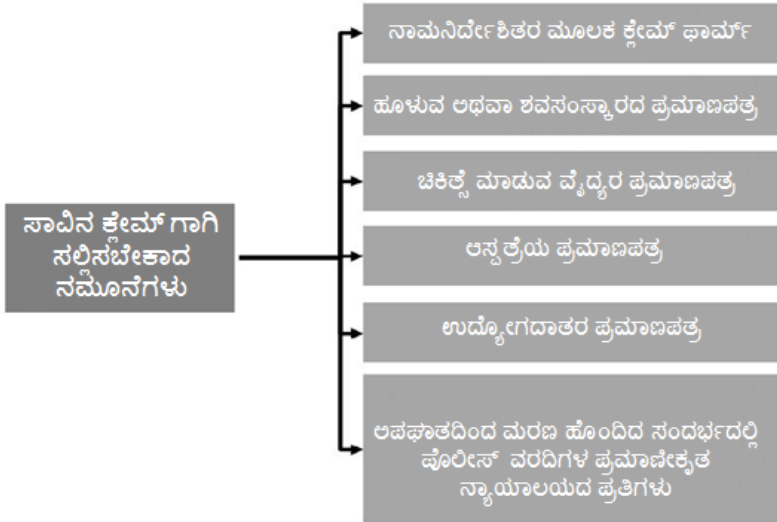 ಸಾವಿನ ಕ್ಲೇಮ್ ಗಾಗಿ
ಸಲ್ಲಿಸಬೇಕಾದ
ನಮೂನೆಗಳು
ನಾಮನಿರ್ದೇಶಿತರ ಮೂಲಕ ಕ್ಲೇಮ್ ಫಾರ್ಮ್
ಹೂಳುವ ಅಥವಾ ಶವಸಂಸ್ಕಾರದ ಪ್ರಮಾಣಪತ್ರ
ಚಿಕಿತ್ಸೆ ಮಾಡುವ ವೈದ್ಯರ ಪ್ರಮಾಣಪತ್ರ
ಆಸ್ಪತ್ರೆಯ ಪ್ರಮಾಣಪತ್ರ
ಉದ್ಯೋಗದಾತರ ಪ್ರಮಾಣಪತ್ರ
ಅಪಘಾತದಿಂದ ಮರಣ ಹೊಂದಿದ ಸಂದರ್ಭದಲ್ಲಿ
ಪೊಲೀಸ್ ವರದಿಗಳ ಪ್ರಮಾಣೀಕೃತ
ನ್ಯಾಯಾಲಯದ ಪ್ರತಿಗಳು